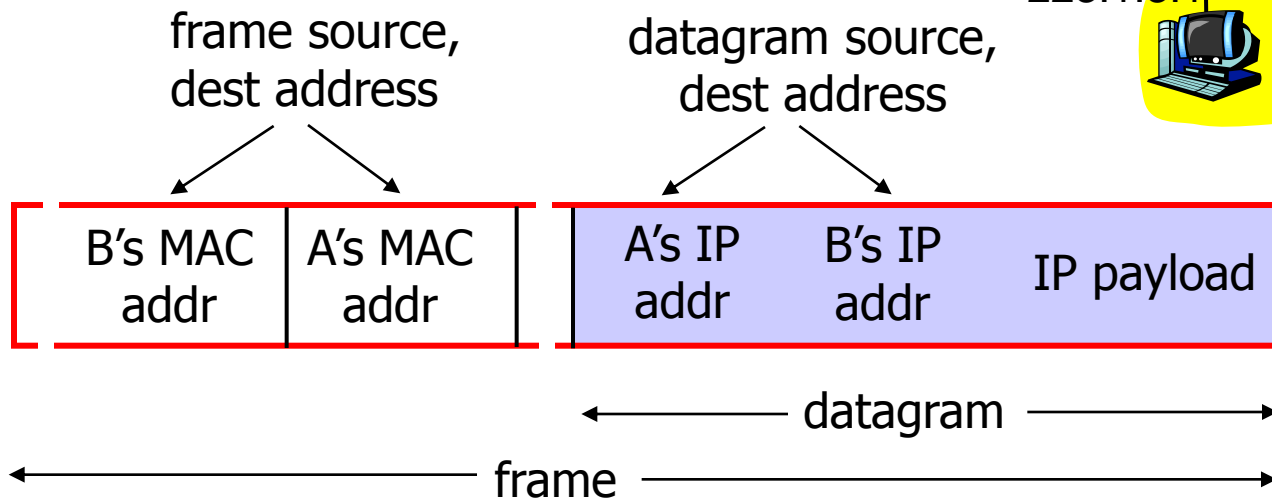 frame source,
dest address
datagram source,
dest address
B's MAC
addr
A's MAC
addr
A's IP
addr
B's IP
addr
IP payload
datagram
frame